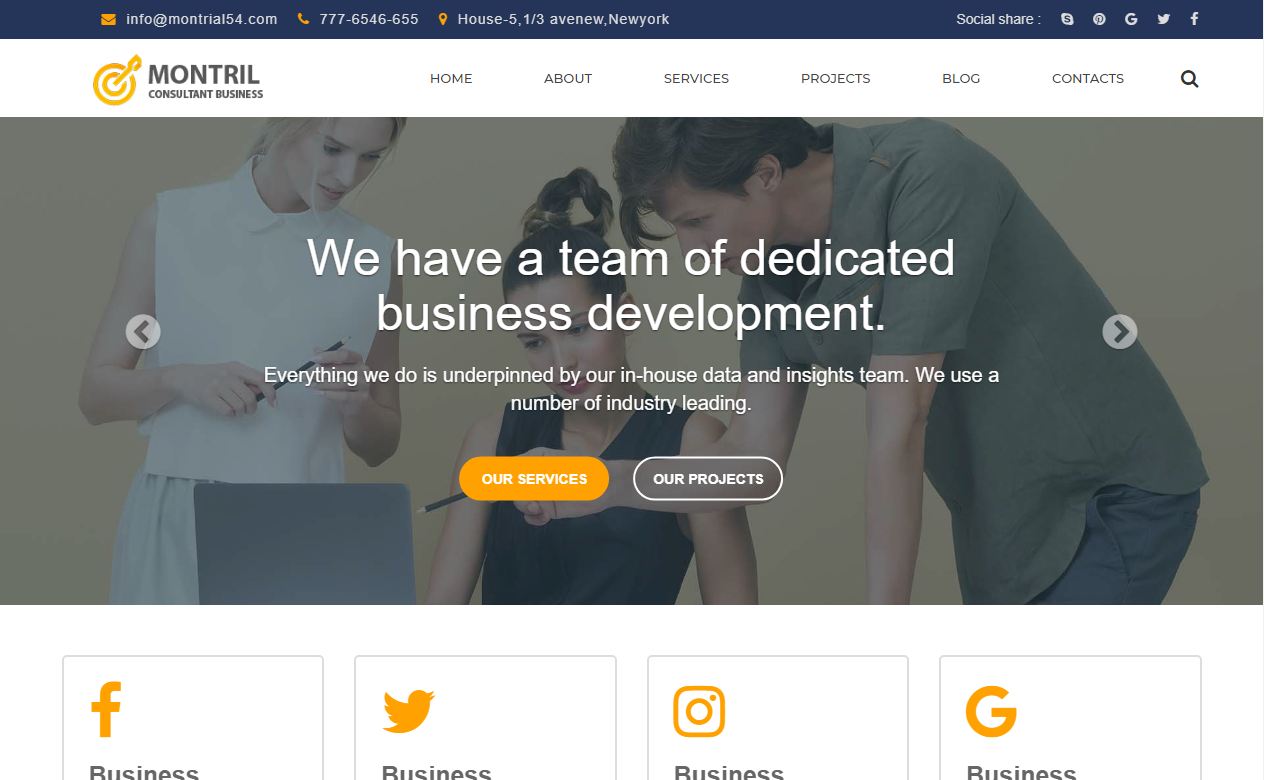 info@montrial54.com 777-6546-655 House-5,1/3 avenew,Newyork Social share :
MONTRIL
CONSULTANT BUSINESS
HOME ABOUT SERVICES PROJECTS BLOG CONTACTS
We have a team of dedicated
business development.
Everything we do is underpinned by our in-house data and insights team. We use a
number of industry leading.
OUR SERVICES OUR PROJECTS
Business Business Business Business